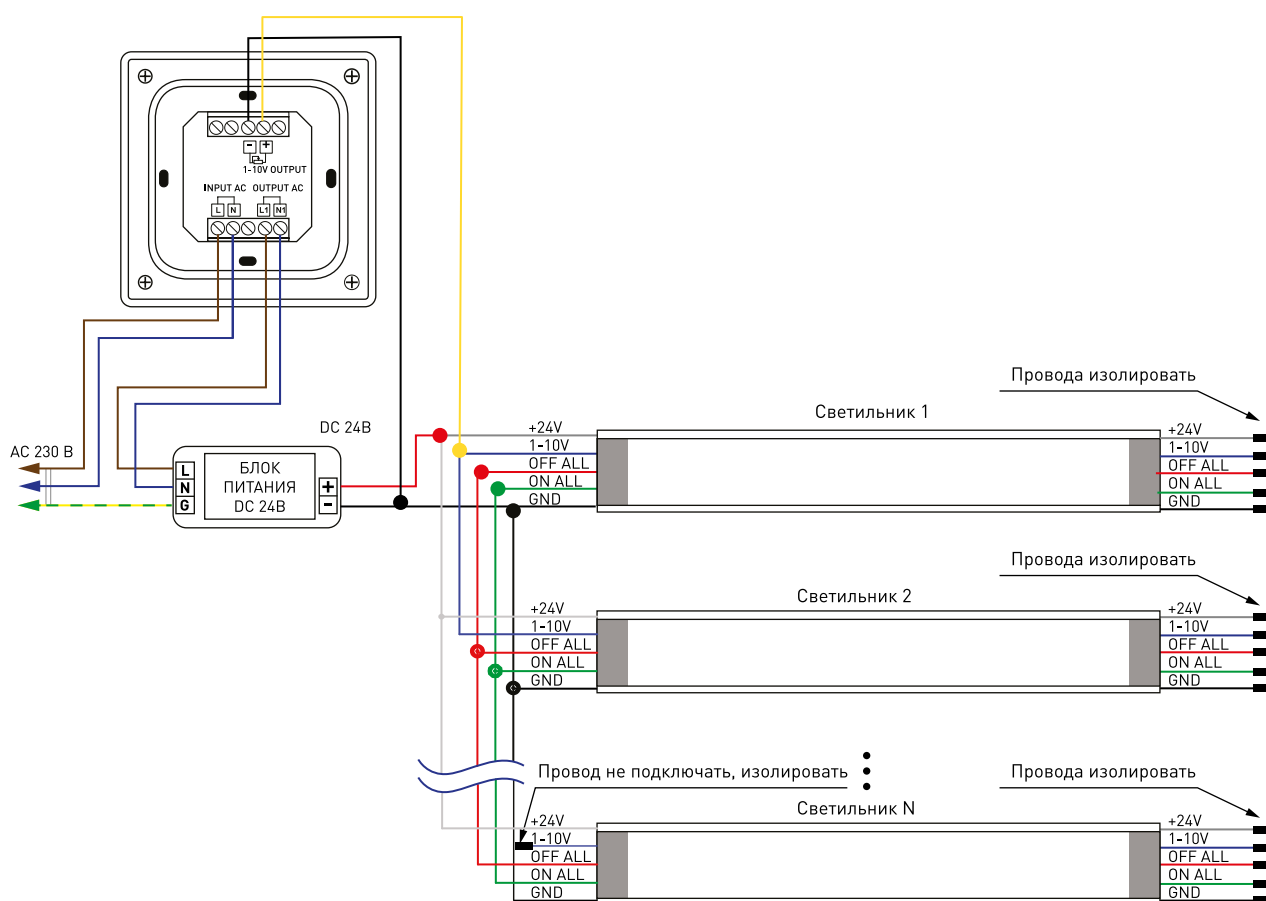 - +
1-10V OUTPUT
INPUT AC OUTPUT AC
L N L1 N1
AC 230 В
DC 24В
L
N
G
БЛОК
ПИТАНИЯ
DC 24В
+
-
Провода изолировать
Светильник 1
+24V
1-10V
OFF ALL
ON ALL
GND
+24V
1-10V
OFF ALL
ON ALL
GND
Провода изолировать
Светильник 2
+24V
1-10V
OFF ALL
ON ALL
GND
+24V
1-10V
OFF ALL
ON ALL
GND
Провод не подключать, изолировать
Провода изолировать
Светильник N
+24V
1-10V
OFF ALL
ON ALL
GND
+24V
1-10V
OFF ALL
ON ALL
GND